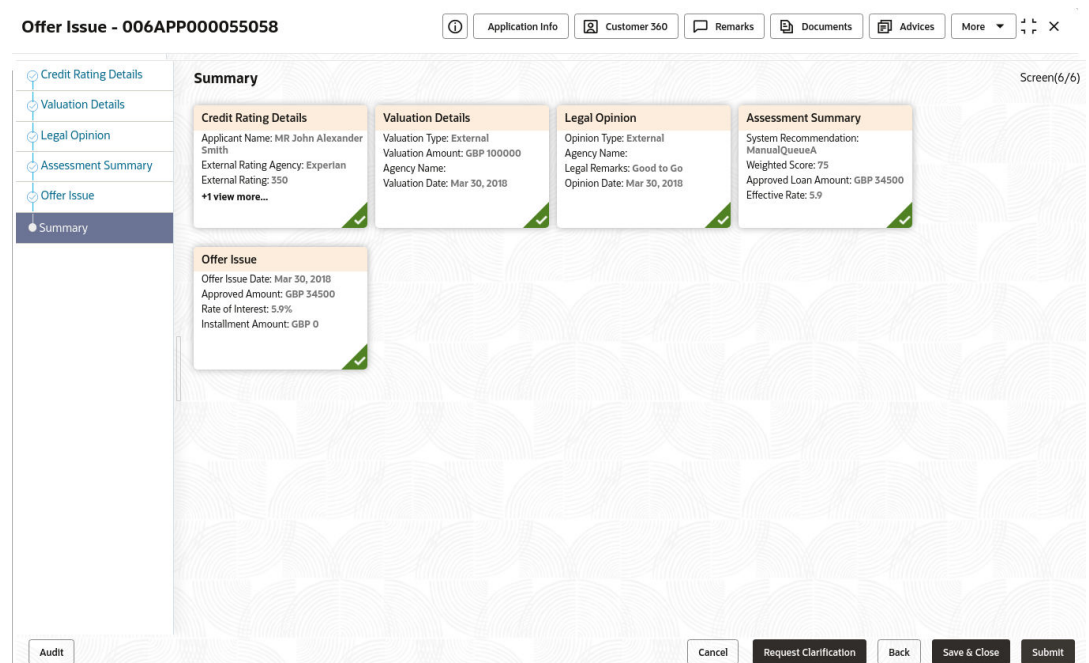 Offer Issue - 006APP000055058
Application Info
Customer 360
Remarks
Documents
Advices
More
Credit Rating Details
Valuation Details
Legal Opinion
Assessment Summary
Offer Issue
Summary
Summary
Screen(6/6)
Credit Rating Details
Applicant Name: MR John Alexander
Smith
External Rating Agency: Experian
External Rating: 350
+1 view more...
Valuation Details
Valuation Type: External
Valuation Amount: GBP 100000
Agency Name:
Valuation Date: Mar 30, 2018
Legal Opinion
Opinion Type: External
Agency Name:
Legal Remarks: Good to Go
Opinion Date: Mar 30, 2018
Assessment Summary
System Recommendation:
ManualQueueA
Weighted Score: 75
Approved Loan Amount: GBP 34500
Effective Rate: 5.9
Offer Issue
Offer Issue Date: Mar 30, 2018
Approved Amount: GBP 34500
Rate of Interest: 5.9%
Installment Amount: GBP 0
Audit
Cancel
Request Clarification
Back
Save & Close
Submit